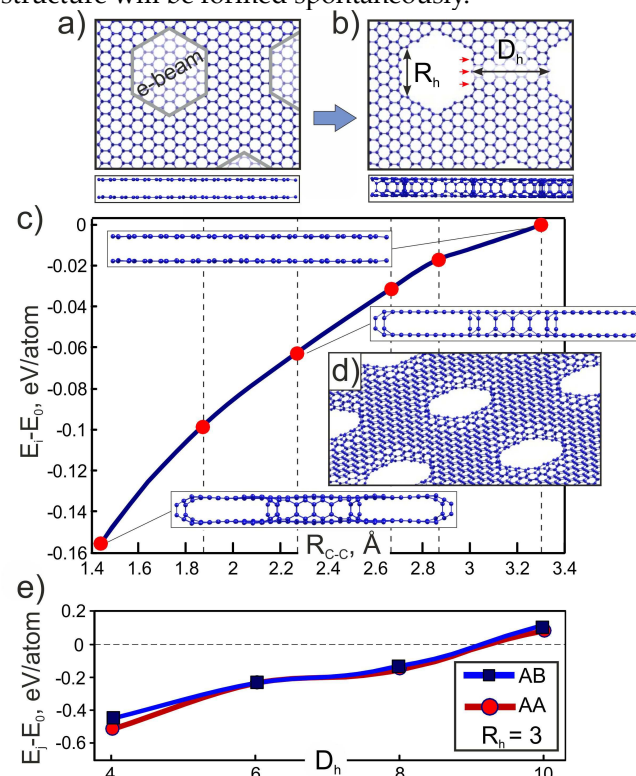 structure will be formed spontaneously.
a)
b)
e-beam
R_h
D_h
c)
0
-0.02
-0.04
-0.06
-0.08
-0.1
-0.12
-0.14
-0.16
E_i-E_0, eV/atom
d)
1.4 1.6 1.8 2 2.2 2.4 2.6 2.8 3 3.2 3.4
R_C-C, Å
e)
0.2
0
-0.2
-0.4
-0.6
E_j-E_0, eV/atom
AB
AA
R_h = 3
4 6 8 10
D_h